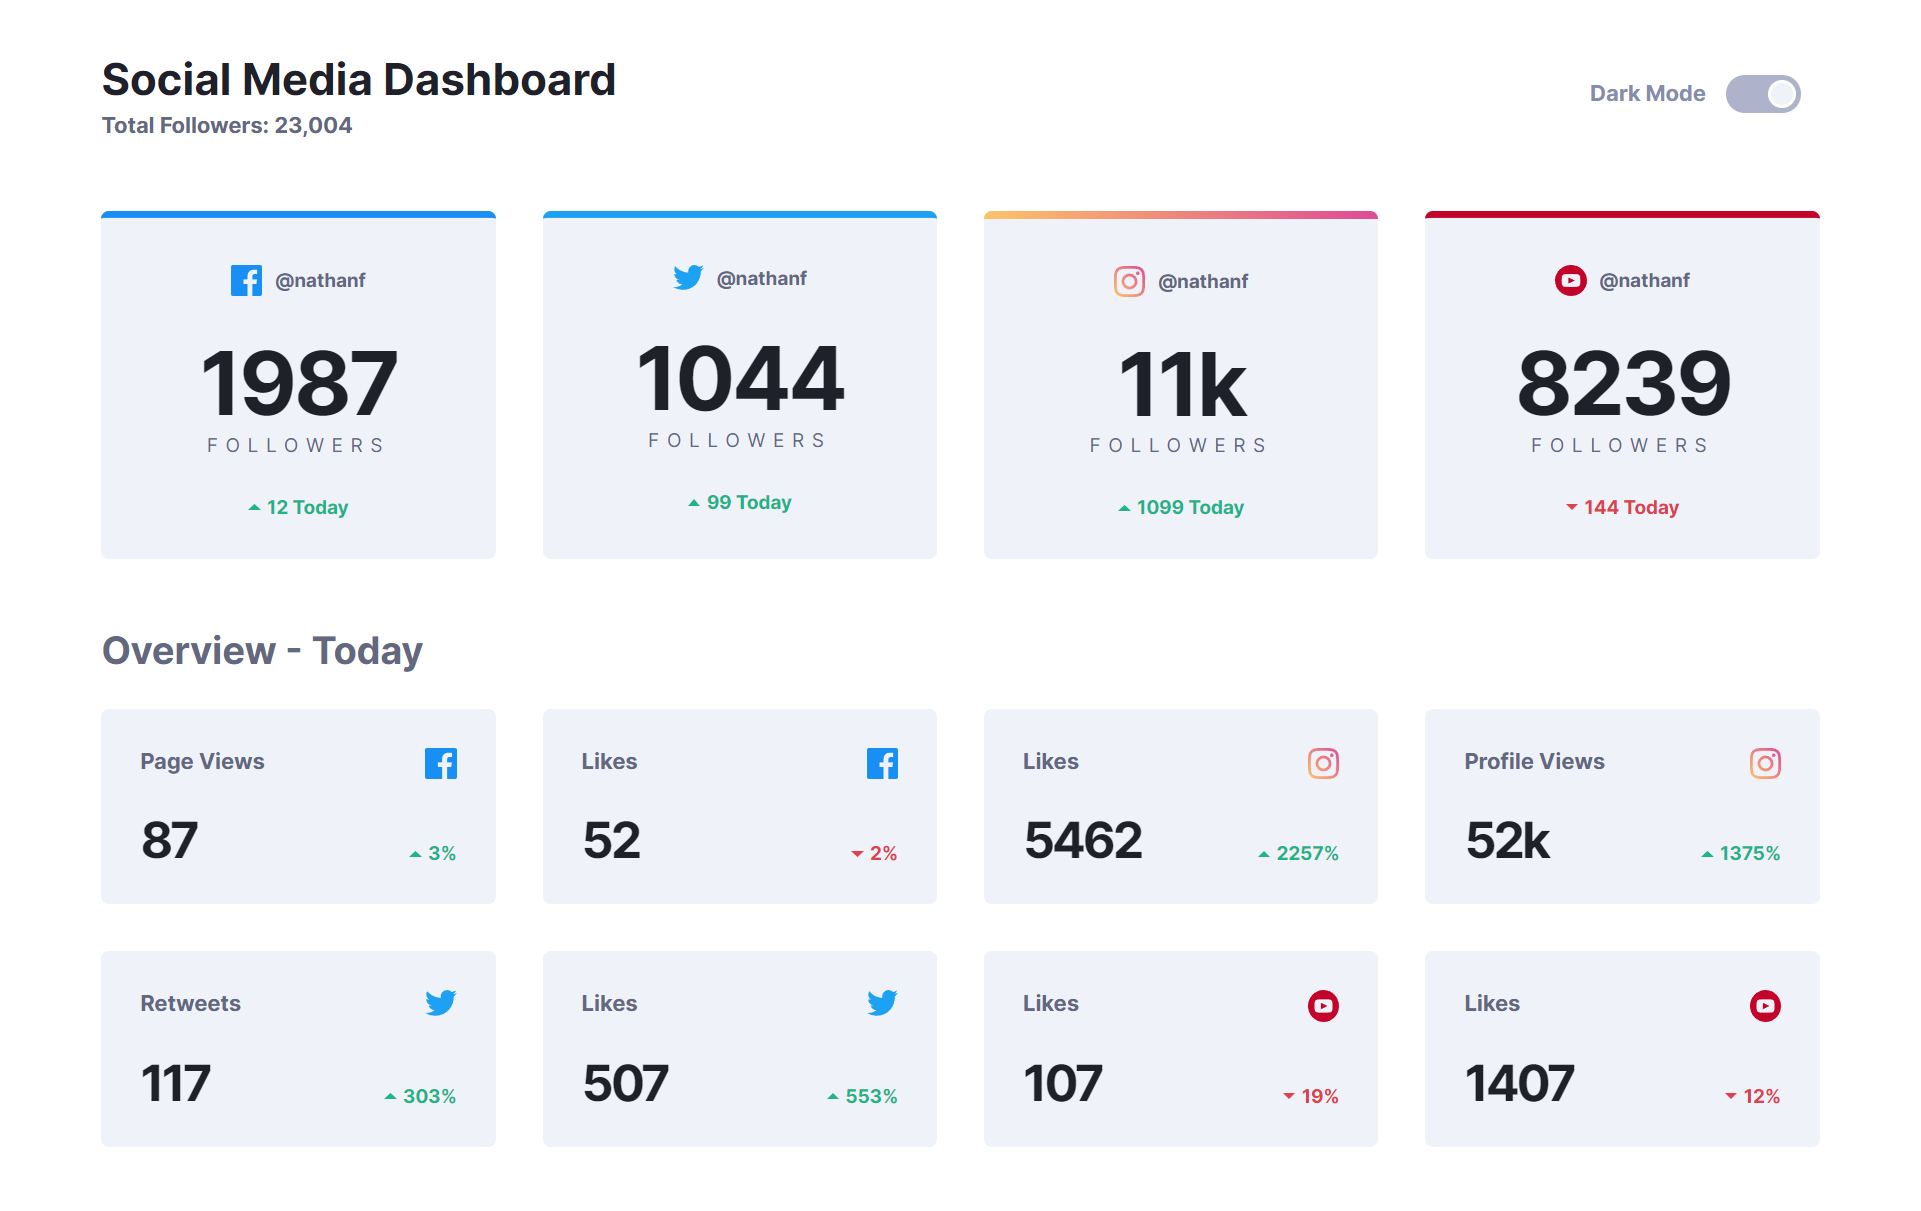 Social Media Dashboard
Total Followers: 23,004
Dark Mode
@nathanf
1987
FOLLOWERS
12 Today
@nathanf
1044
FOLLOWERS
99 Today
@nathanf
11k
FOLLOWERS
1099 Today
@nathanf
8239
FOLLOWERS
144 Today
Overview - Today
Page Views
87
3%
Likes
52
2%
Likes
5462
2257%
Profile Views
52k
1375%
Retweets
117
303%
Likes
507
553%
Likes
107
19%
Likes
1407
12%